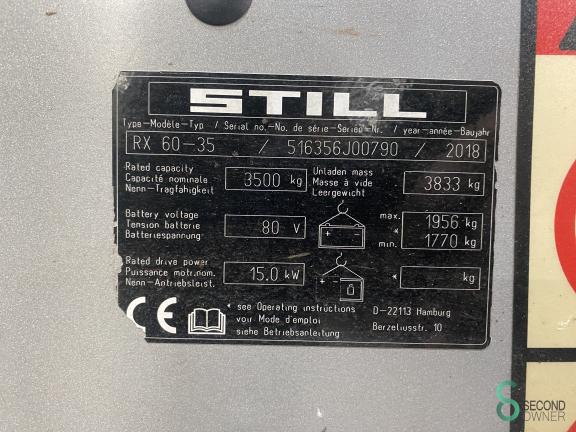 STILL
Type-Modèle-Typ / Serial no.-No. de série-Serien-Nr. / year-année-Baujahr
RX 60-35 / 516356J00790 / 2018
Rated capacity
Capacité nominale
Nenn-Tragfähigkeit
3500 kg
Unladen mass
Masse à vide
Leergewicht
3833 kg
Battery voltage
Tension batterie
Batteriespannung
80 V
max. 1956 kg
*
min. 1770 kg
Rated drive power
Puissance motr.nom.
Nenn-Antriebsleist.
15.0 kW
* kg
CE
* see Operating instructions
voir Mode d'emploi
siehe Betriebsanleitung
D-22113 Hamburg
Berzeliusstr. 10
SECOND
OWNER